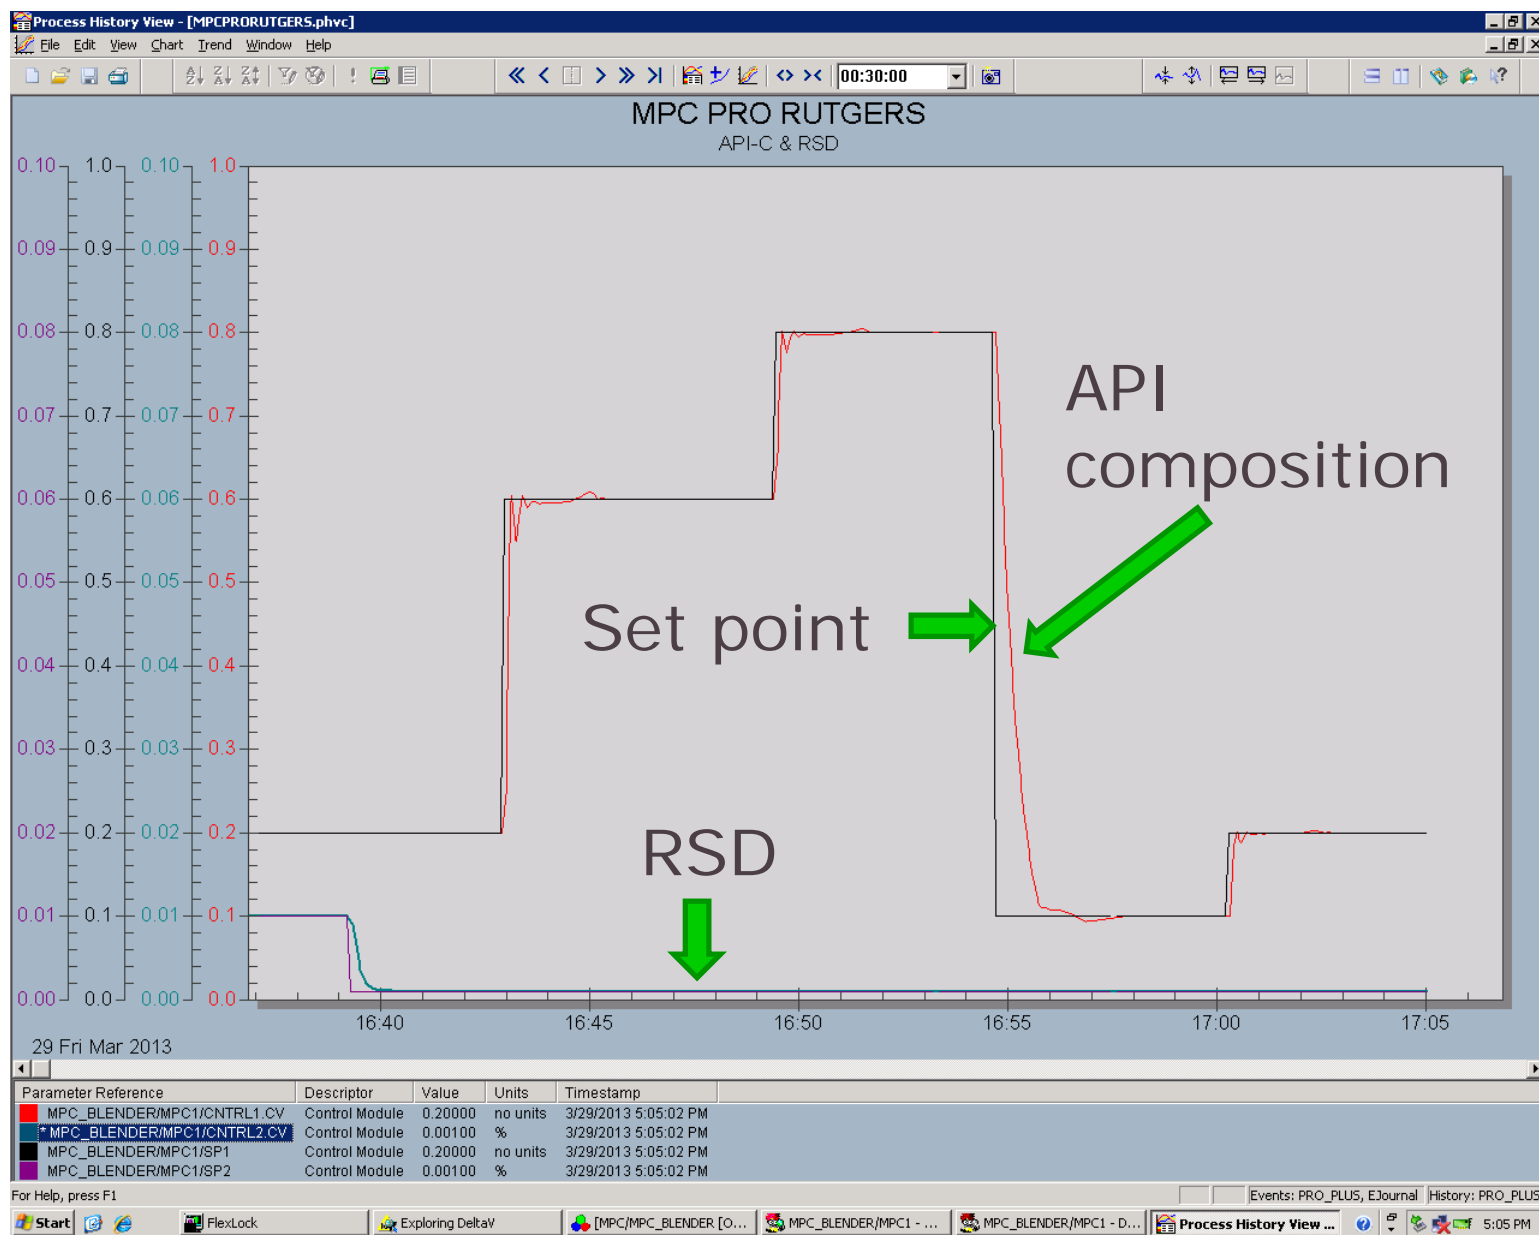 Process History View - [MPCPRORUTGERS.phvc]
File Edit View Chart Trend Window Help
00:30:00
MPC PRO RUTGERS
API-C & RSD
0.10 1.0 0.10 1.0
0.09 0.9 0.09 0.9
0.08 0.8 0.08 0.8
0.07 0.7 0.07 0.7
0.06 0.6 0.06 0.6
0.05 0.5 0.05 0.5
0.04 0.4 0.04 0.4
0.03 0.3 0.03 0.3
0.02 0.2 0.02 0.2
0.01 0.1 0.01 0.1
0.00 0.0 0.00 0.0
API
composition
Set point
RSD
16:40 16:45 16:50 16:55 17:00 17:05
29 Fri Mar 2013
Parameter Reference Descriptor Value Units Timestamp
MPC_BLENDER/MPC1/CNTRL1.CV Control Module 0.20000 no units 3/29/2013 5:05:02 PM
* MPC_BLENDER/MPC1/CNTRL2.CV Control Module 0.00100 % 3/29/2013 5:05:02 PM
MPC_BLENDER/MPC1/SP1 Control Module 0.20000 no units 3/29/2013 5:05:02 PM
MPC_BLENDER/MPC1/SP2 Control Module 0.00100 % 3/29/2013 5:05:02 PM
For Help, press F1
Events: PRO_PLUS, EJournal History: PRO_PLUS
Start FlexLock Exploring DeltaV [MPC/MPC_BLENDER [O... MPC_BLENDER/MPC1 - ... MPC_BLENDER/MPC1 - D... Process History View ... 5:05 PM